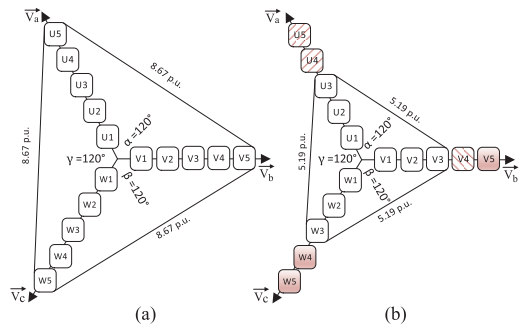 Va
U5
U4
U3
U2
U1
8.67 p.u.
8.67 p.u.
8.67 p.u.
α =120°
γ =120°
β =120°
V1 V2 V3 V4 V5
Vb
W1
W2
W3
W4
W5
Vc
(a)
Va
U5
U4
U3
U2
U1
5.19 p.u.
5.19 p.u.
5.19 p.u.
α =120°
γ =120°
β =120°
V1 V2 V3 V4 V5
Vb
W1
W2
W3
W4
W5
Vc
(b)